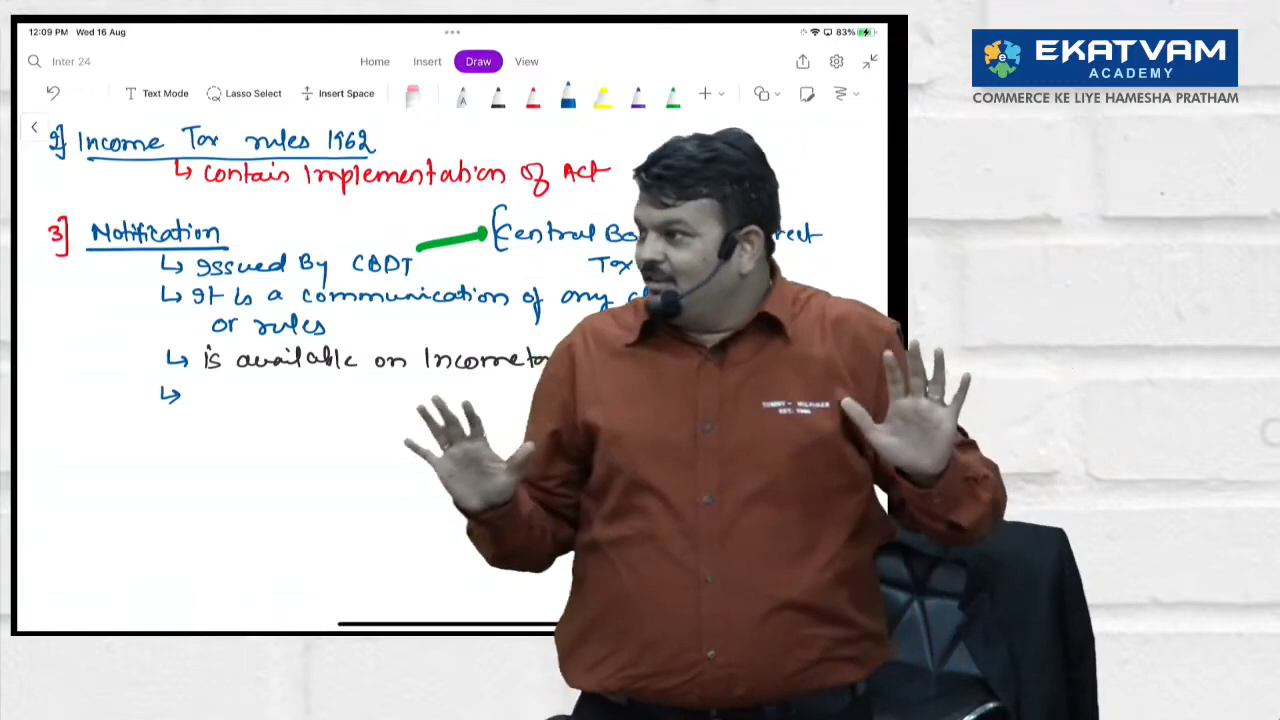 12:09 PM Wed 16 Aug
83%
Inter 24
Home Insert Draw View
Text Mode Lasso Select Insert Space
EKATVAM
ACADEMY
COMMERCE KE LIYE HAMESHA PRATHAM
2] Income Tax rules 1962
↳ Contain Implementation of Act
3] Notification
↳ Issued By CBDT
[Central
Tax
↳ It is a communication of any
or rules
↳ is available on
↳